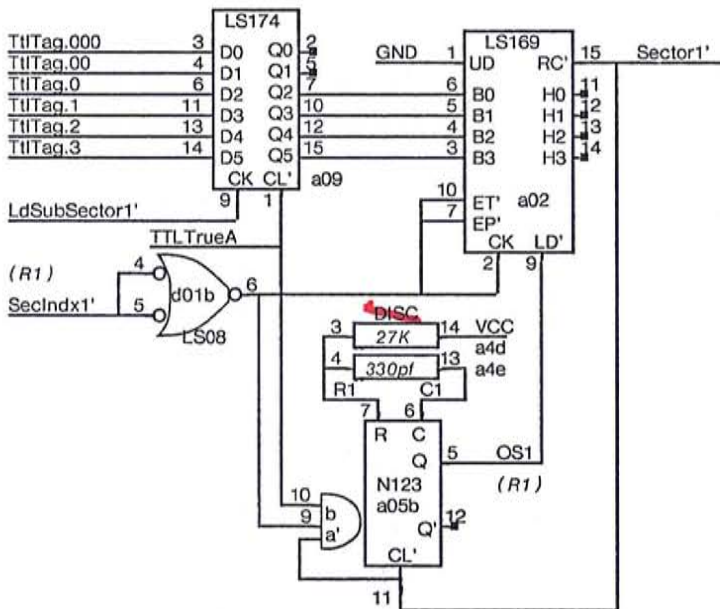 LS174
TtlTag.000 3 D0 Q0 2
TtlTag.00 4 D1 Q1 5
TtlTag.0 6 D2 Q2 7
TtlTag.1 11 D3 Q3 10
TtlTag.2 13 D4 Q4 12
TtlTag.3 14 D5 Q5 15
CK CL' a09
LdSubSector1' 9 1
LS169
GND 1 UD RC' 15 Sector1'
6 B0 H0 11
5 B1 H1 12
4 B2 H2 13
3 B3 H3 14
10 ET' a02
7 EP'
CK LD'
2 9
TTLTrueA
(R1) 4
SecIndx1' 5 d01b 6
LS08
DISC
3 27K 14 VCC
a4d
4 330pf 13 a4e
R1 C1
7 6
R C
Q 5 OS1
N123 (R1)
a05b
10 b
9 a'
Q' 12
CL'
11